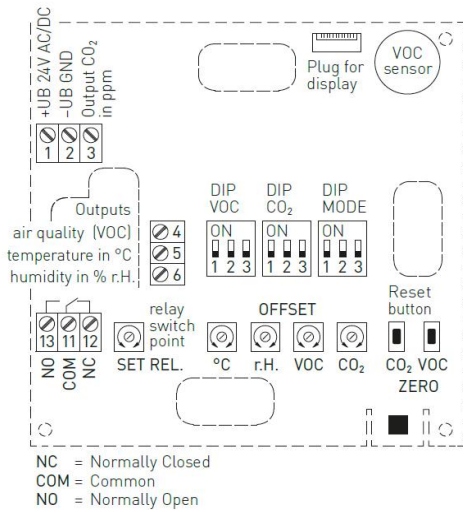 +UB 24V AC/DC
-UB GND
Output CO₂
in ppm
Plug for
display
VOC
sensor
1 2 3
Outputs
air quality (VOC)
temperature in °C
humidity in % r.H.
4
5
6
DIP
VOC
ON
1 2 3
DIP
CO₂
ON
1 2 3
DIP
MODE
ON
1 2 3
13 11 12
NO
COM
NC
relay
switch
point
SET REL.
OFFSET
°C r.H. VOC CO₂
Reset
button
CO₂ VOC
ZERO
NC = Normally Closed
COM = Common
NO = Normally Open